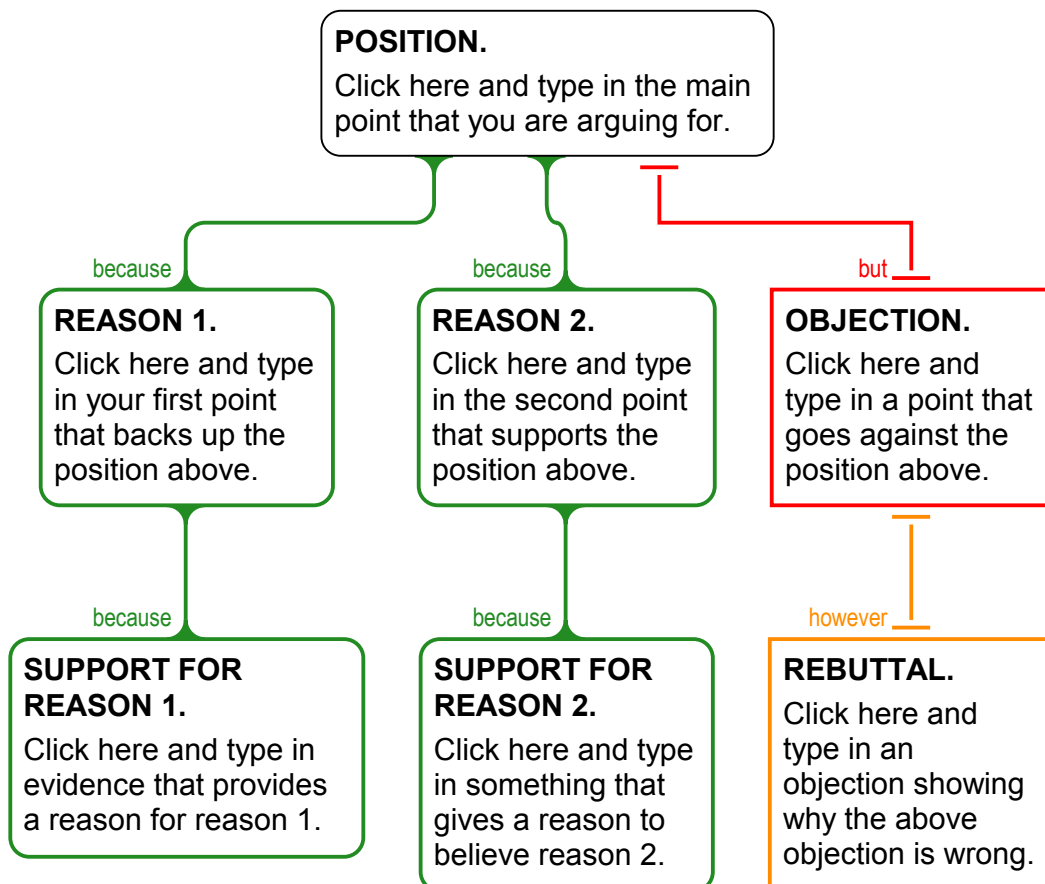 POSITION.
Click here and type in the main
point that you are arguing for.
because
REASON 1.
Click here and type
in your first point
that backs up the
position above.
because
REASON 2.
Click here and type
in the second point
that supports the
position above.
but
OBJECTION.
Click here and
type in a point that
goes against the
position above.
because
SUPPORT FOR
REASON 1.
Click here and type in
evidence that provides
a reason for reason 1.
because
SUPPORT FOR
REASON 2.
Click here and type
in something that
gives a reason to
believe reason 2.
however
REBUTTAL.
Click here and
type in an
objection showing
why the above
objection is wrong.